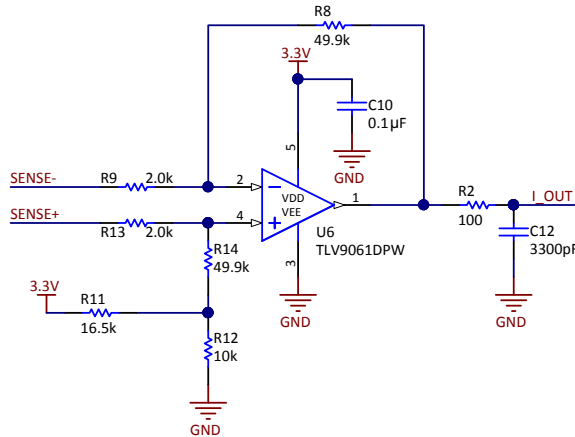 R8
49.9k
3.3V
C10
0.1µF
5
GND
SENSE-
R9
2.0k
2
VDD
VEE
1
R2
100
I_OUT
SENSE+
R13
2.0k
4
U6
TLV9061DPW
C12
3300pF
R14
49.9k
3
3.3V
R11
16.5k
GND
GND
R12
10k
GND